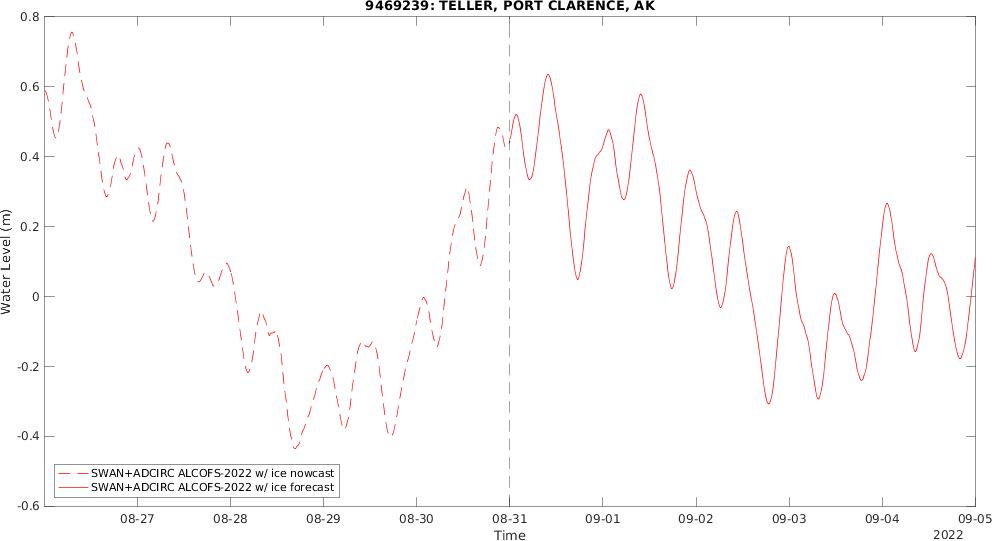 9469239: TELLER, PORT CLARENCE, AK
0.8
0.6
0.4
0.2
0
-0.2
-0.4
-0.6
Water Level (m)
SWAN+ADCIRC ALCOFS-2022 w/ ice nowcast
SWAN+ADCIRC ALCOFS-2022 w/ ice forecast
08-27 08-28 08-29 08-30 08-31 09-01 09-02 09-03 09-04 09-05
Time
2022